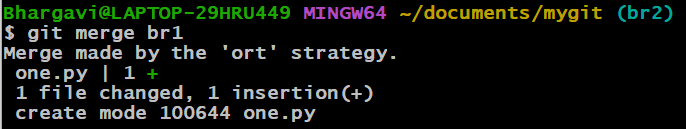 Bhargavi@LAPTOP-29HRU449 MINGW64 ~/documents/mygit (br2)
$ git merge br1
Merge made by the 'ort' strategy.
 one.py | 1 +
 1 file changed, 1 insertion(+)
 create mode 100644 one.py